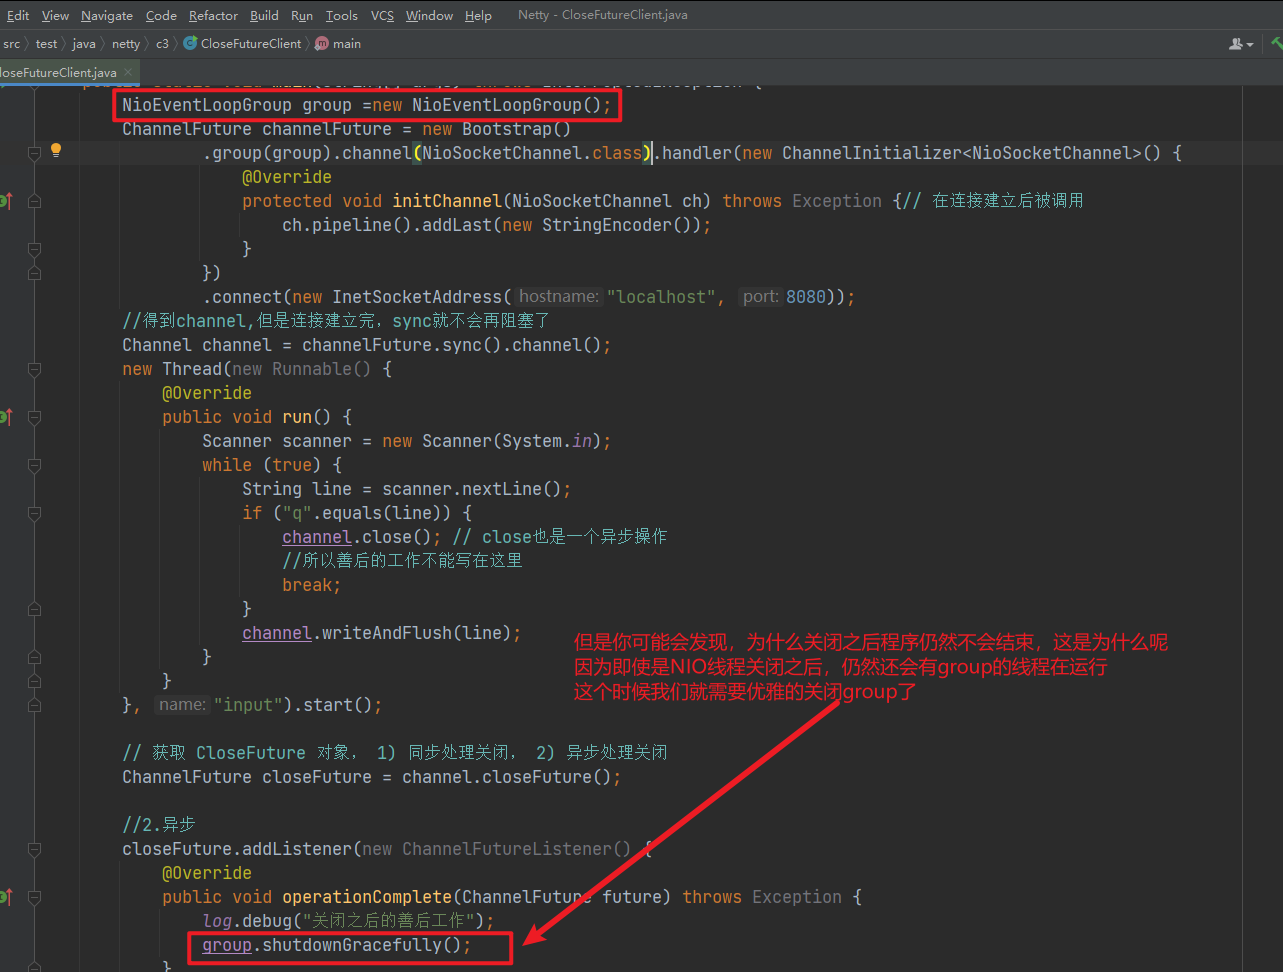 Edit View Navigate Code Refactor Build Run Tools VCS Window Help Netty - CloseFutureClient.java
src test java netty c3 CloseFutureClient main
loseFutureClient.java
NioEventLoopGroup group =new NioEventLoopGroup();
ChannelFuture channelFuture = new Bootstrap()
.group(group).channel(NioSocketChannel.class).handler(new ChannelInitializer<NioSocketChannel>() {
@Override
protected void initChannel(NioSocketChannel ch) throws Exception {// 在连接建立后被调用
ch.pipeline().addLast(new StringEncoder());
}
})
.connect(new InetSocketAddress( hostname: "localhost", port: 8080));
//得到channel,但是连接建立完，sync就不会再阻塞了
Channel channel = channelFuture.sync().channel();
new Thread(new Runnable() {
@Override
public void run() {
Scanner scanner = new Scanner(System.in);
while (true) {
String line = scanner.nextLine();
if ("q".equals(line)) {
channel.close(); // close也是一个异步操作
//所以善后的工作不能写在这里
break;
}
channel.writeAndFlush(line);
}
}
}, name: "input").start();
但是你可能会发现，为什么关闭之后程序仍然不会结束，这是为什么呢
因为即使是NIO线程关闭之后，仍然还会有group的线程在运行
这个时候我们就需要优雅的关闭group了
// 获取 CloseFuture 对象， 1) 同步处理关闭， 2) 异步处理关闭
ChannelFuture closeFuture = channel.closeFuture();
//2.异步
closeFuture.addListener(new ChannelFutureListener() {
@Override
public void operationComplete(ChannelFuture future) throws Exception {
log.debug("关闭之后的善后工作");
group.shutdownGracefully();
}